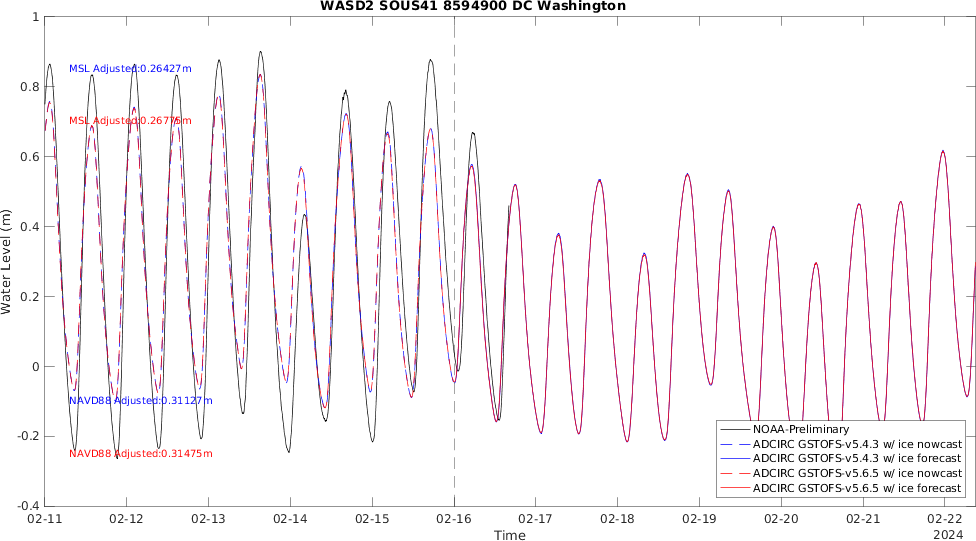 WASD2 SOUS41 8594900 DC Washington
1
0.8
0.6
0.4
0.2
0
-0.2
-0.4
Water Level (m)
MSL Adjusted:0.26427m
MSL Adjusted:0.26775m
NAVD88 Adjusted:0.31127m
NAVD88 Adjusted:0.31475m
NOAA-Preliminary
ADCIRC GSTOFS-v5.4.3 w/ ice nowcast
ADCIRC GSTOFS-v5.4.3 w/ ice forecast
ADCIRC GSTOFS-v5.6.5 w/ ice nowcast
ADCIRC GSTOFS-v5.6.5 w/ ice forecast
02-11 02-12 02-13 02-14 02-15 02-16 02-17 02-18 02-19 02-20 02-21 02-22
Time 2024